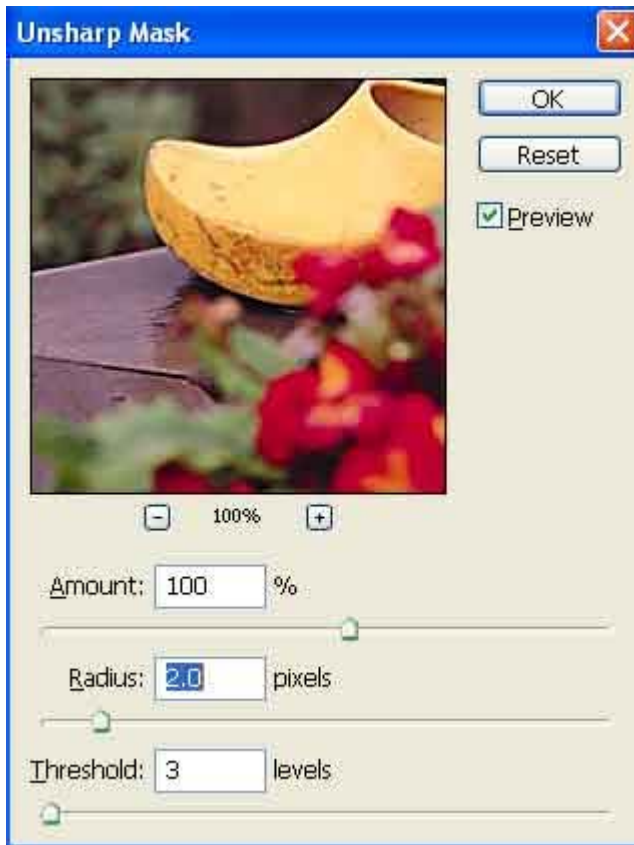 Unsharp Mask
OK
Reset
Preview
100%
Amount: 100 %
Radius: 2.0 pixels
Threshold: 3 levels